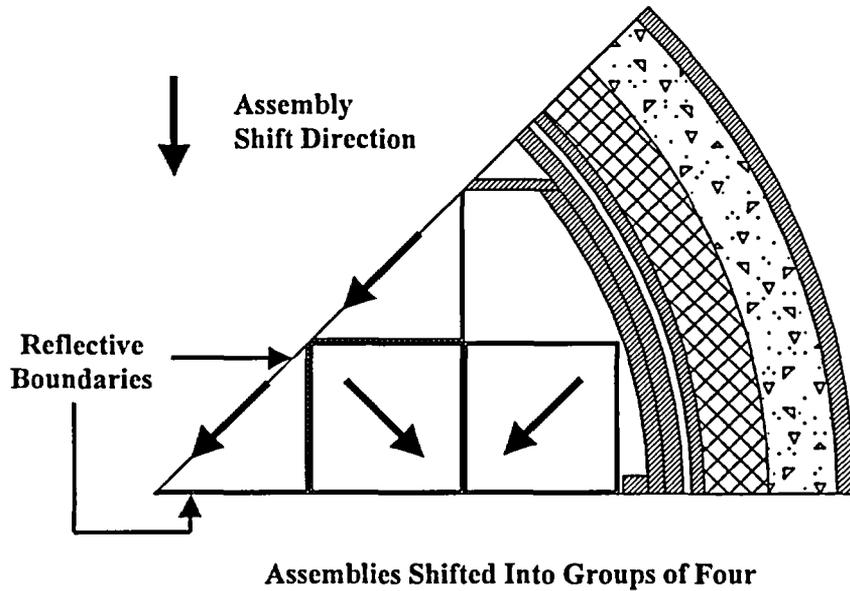 Assembly
Shift Direction
Reflective
Boundaries
Assemblies Shifted Into Groups of Four